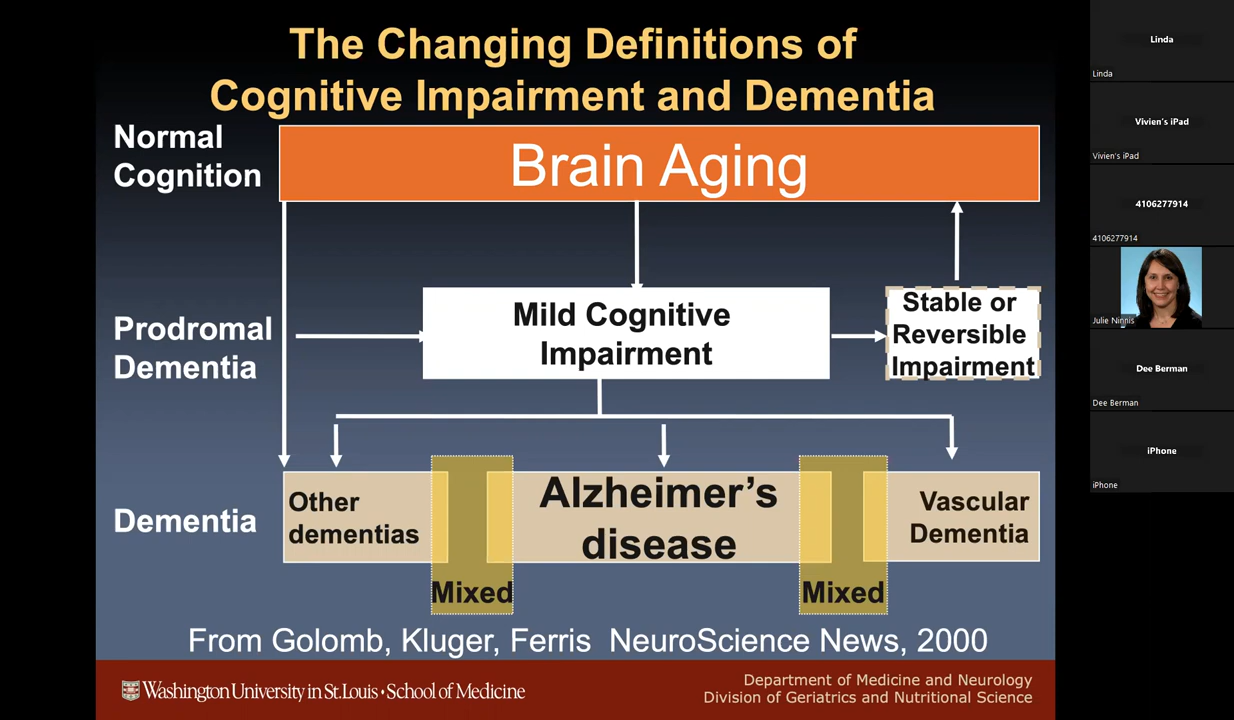 The Changing Definitions of
Cognitive Impairment and Dementia
Normal
Cognition
Brain Aging
Prodromal
Dementia
Mild Cognitive
Impairment
Stable or
Reversible
Impairment
Dementia
Other
dementias
Mixed
Alzheimer's
disease
Mixed
Vascular
Dementia
From Golomb, Kluger, Ferris NeuroScience News, 2000
Washington University in St. Louis • School of Medicine
Department of Medicine and Neurology
Division of Geriatrics and Nutritional Science
Linda
Linda
Vivien's iPad
Vivien's iPad
4106277914
4106277914
Julie Ninnis
Dee Berman
Dee Berman
iPhone
iPhone